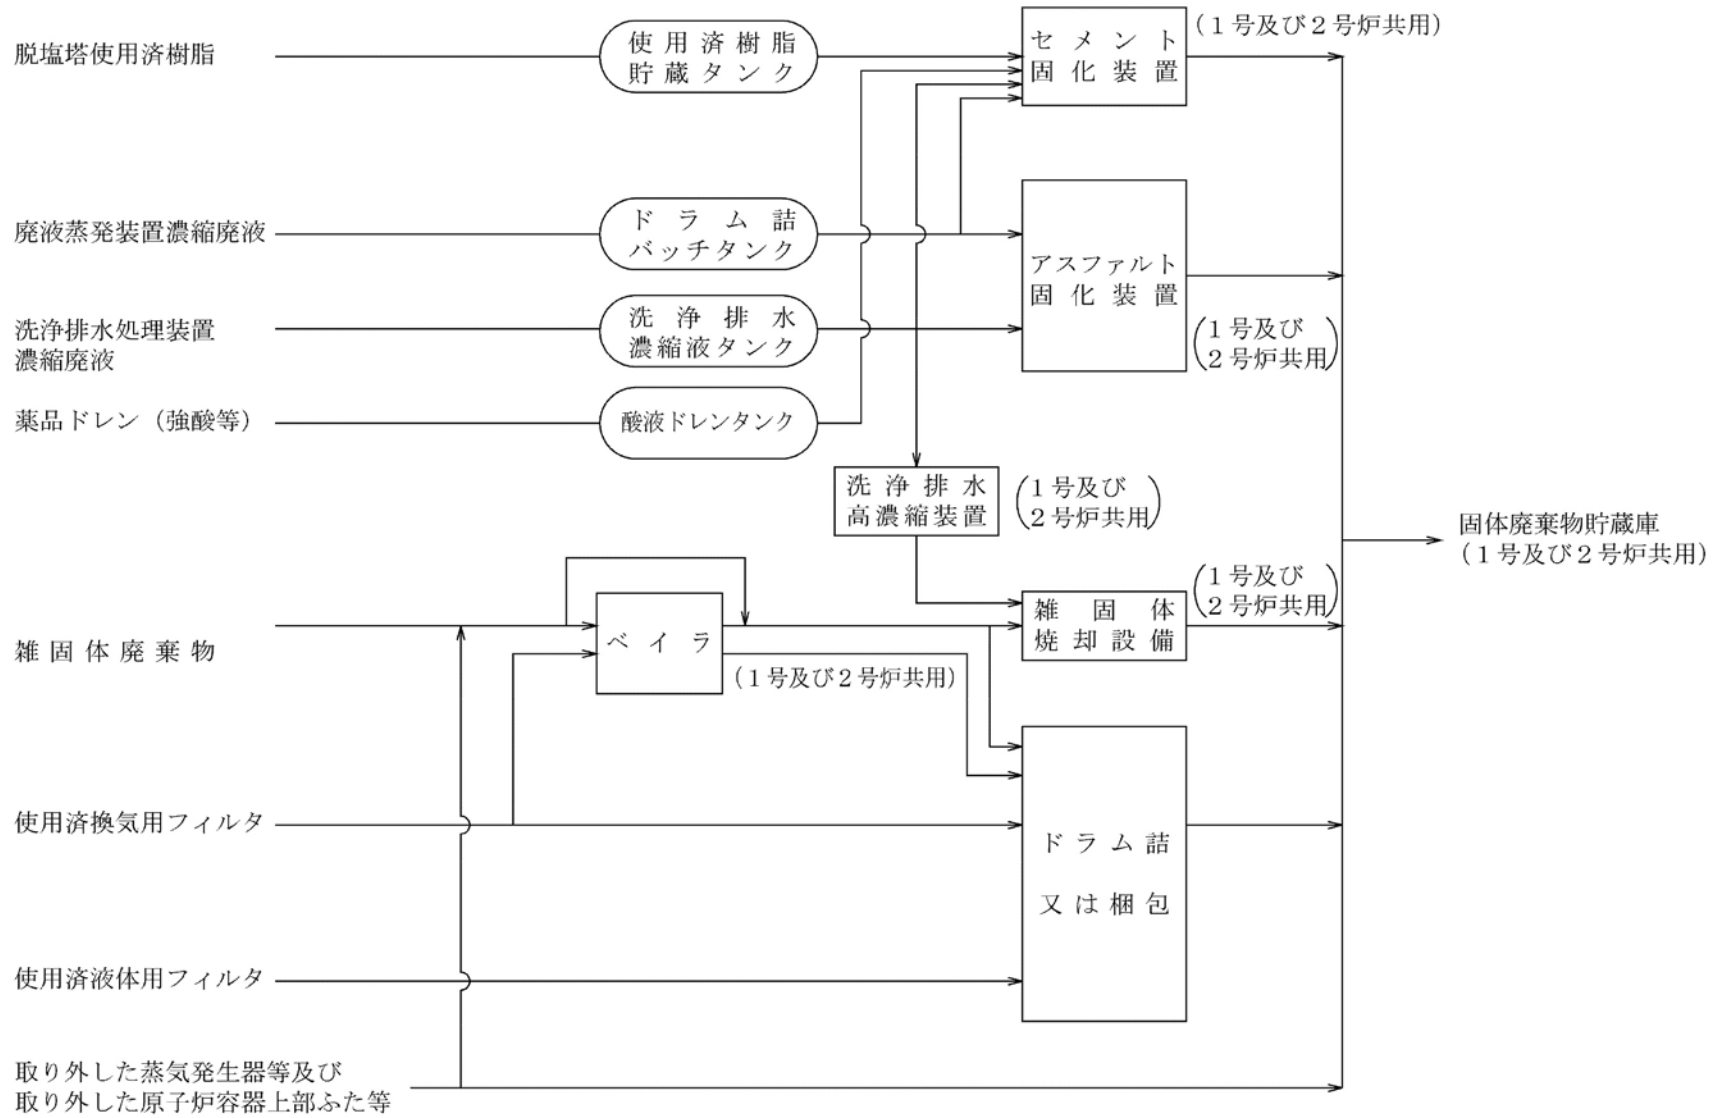 脱塩塔使用済樹脂
使用済樹脂
貯蔵タンク
セメント
固化装置
(1号及び2号炉共用)
廃液蒸発装置濃縮廃液
ドラム詰
バッチタンク
アスファルト
固化装置
(1号及び
2号炉共用)
洗浄排水処理装置
濃縮廃液
洗浄排水
濃縮液タンク
薬品ドレン(強酸等)
酸液ドレンタンク
洗浄排水
高濃縮装置
(1号及び
2号炉共用)
固体廃棄物貯蔵庫
(1号及び2号炉共用)
雑固体廃棄物
ベイラ
(1号及び2号炉共用)
雑固体
焼却設備
(1号及び
2号炉共用)
使用済換気用フィルタ
ドラム詰
又は梱包
使用済液体用フィルタ
取り外した蒸気発生器等及び
取り外した原子炉容器上部ふた等